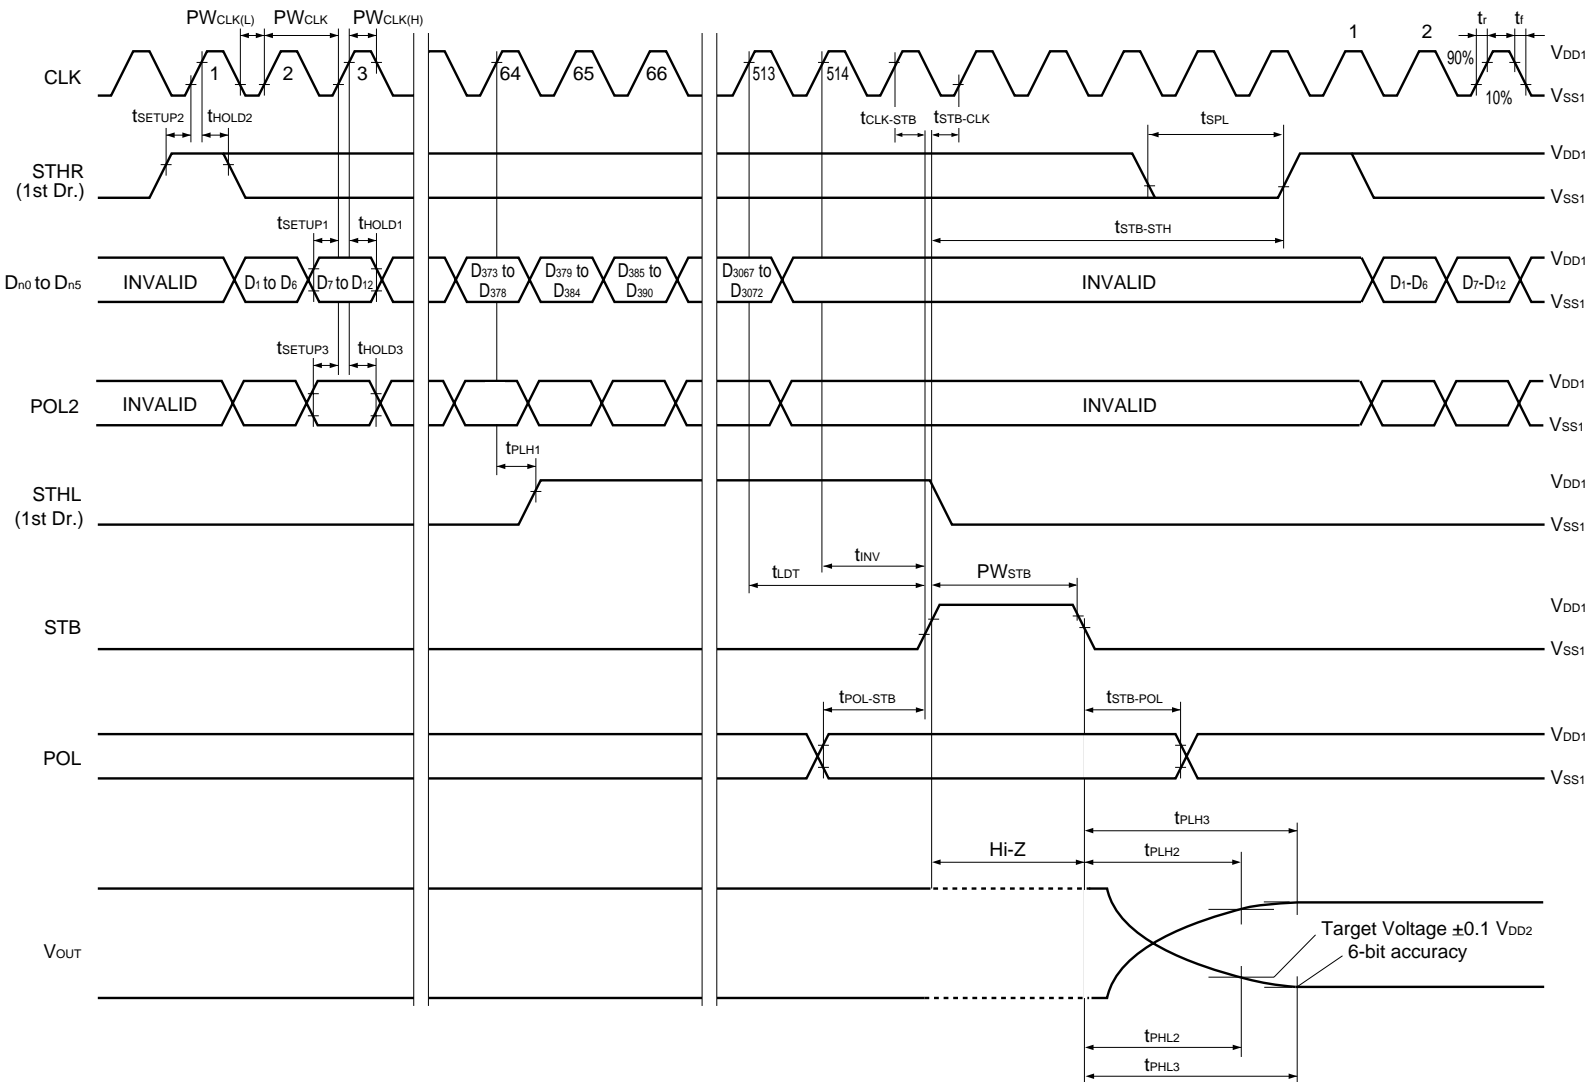 PWCLK(L) PWCLK PWCLK(H)
1 2 tr tf
CLK 1 2 3 64 65 66 513 514 90% 10% VDD1
VSS1
tSETUP2 tHOLD2 tCLK-STB tSTB-CLK tSPL
STHR
(1st Dr.)
VDD1
VSS1
tSETUP1 tHOLD1 tSTB-STH
Dn0 to Dn5 INVALID D1 to D6 D7 to D12 D373 to D378 D379 to D384 D385 to D390 D3067 to D3072 INVALID D1-D6 D7-D12 VDD1
VSS1
tSETUP3 tHOLD3
POL2 INVALID INVALID VDD1
VSS1
tPLH1
STHL
(1st Dr.)
VDD1
VSS1
tINV
tLDT PWSTB
STB VDD1
VSS1
tPOL-STB tSTB-POL
POL VDD1
VSS1
tPLH3
Hi-Z tPLH2
VOUT
Target Voltage ±0.1 VDD2
6-bit accuracy
tPHL2
tPHL3